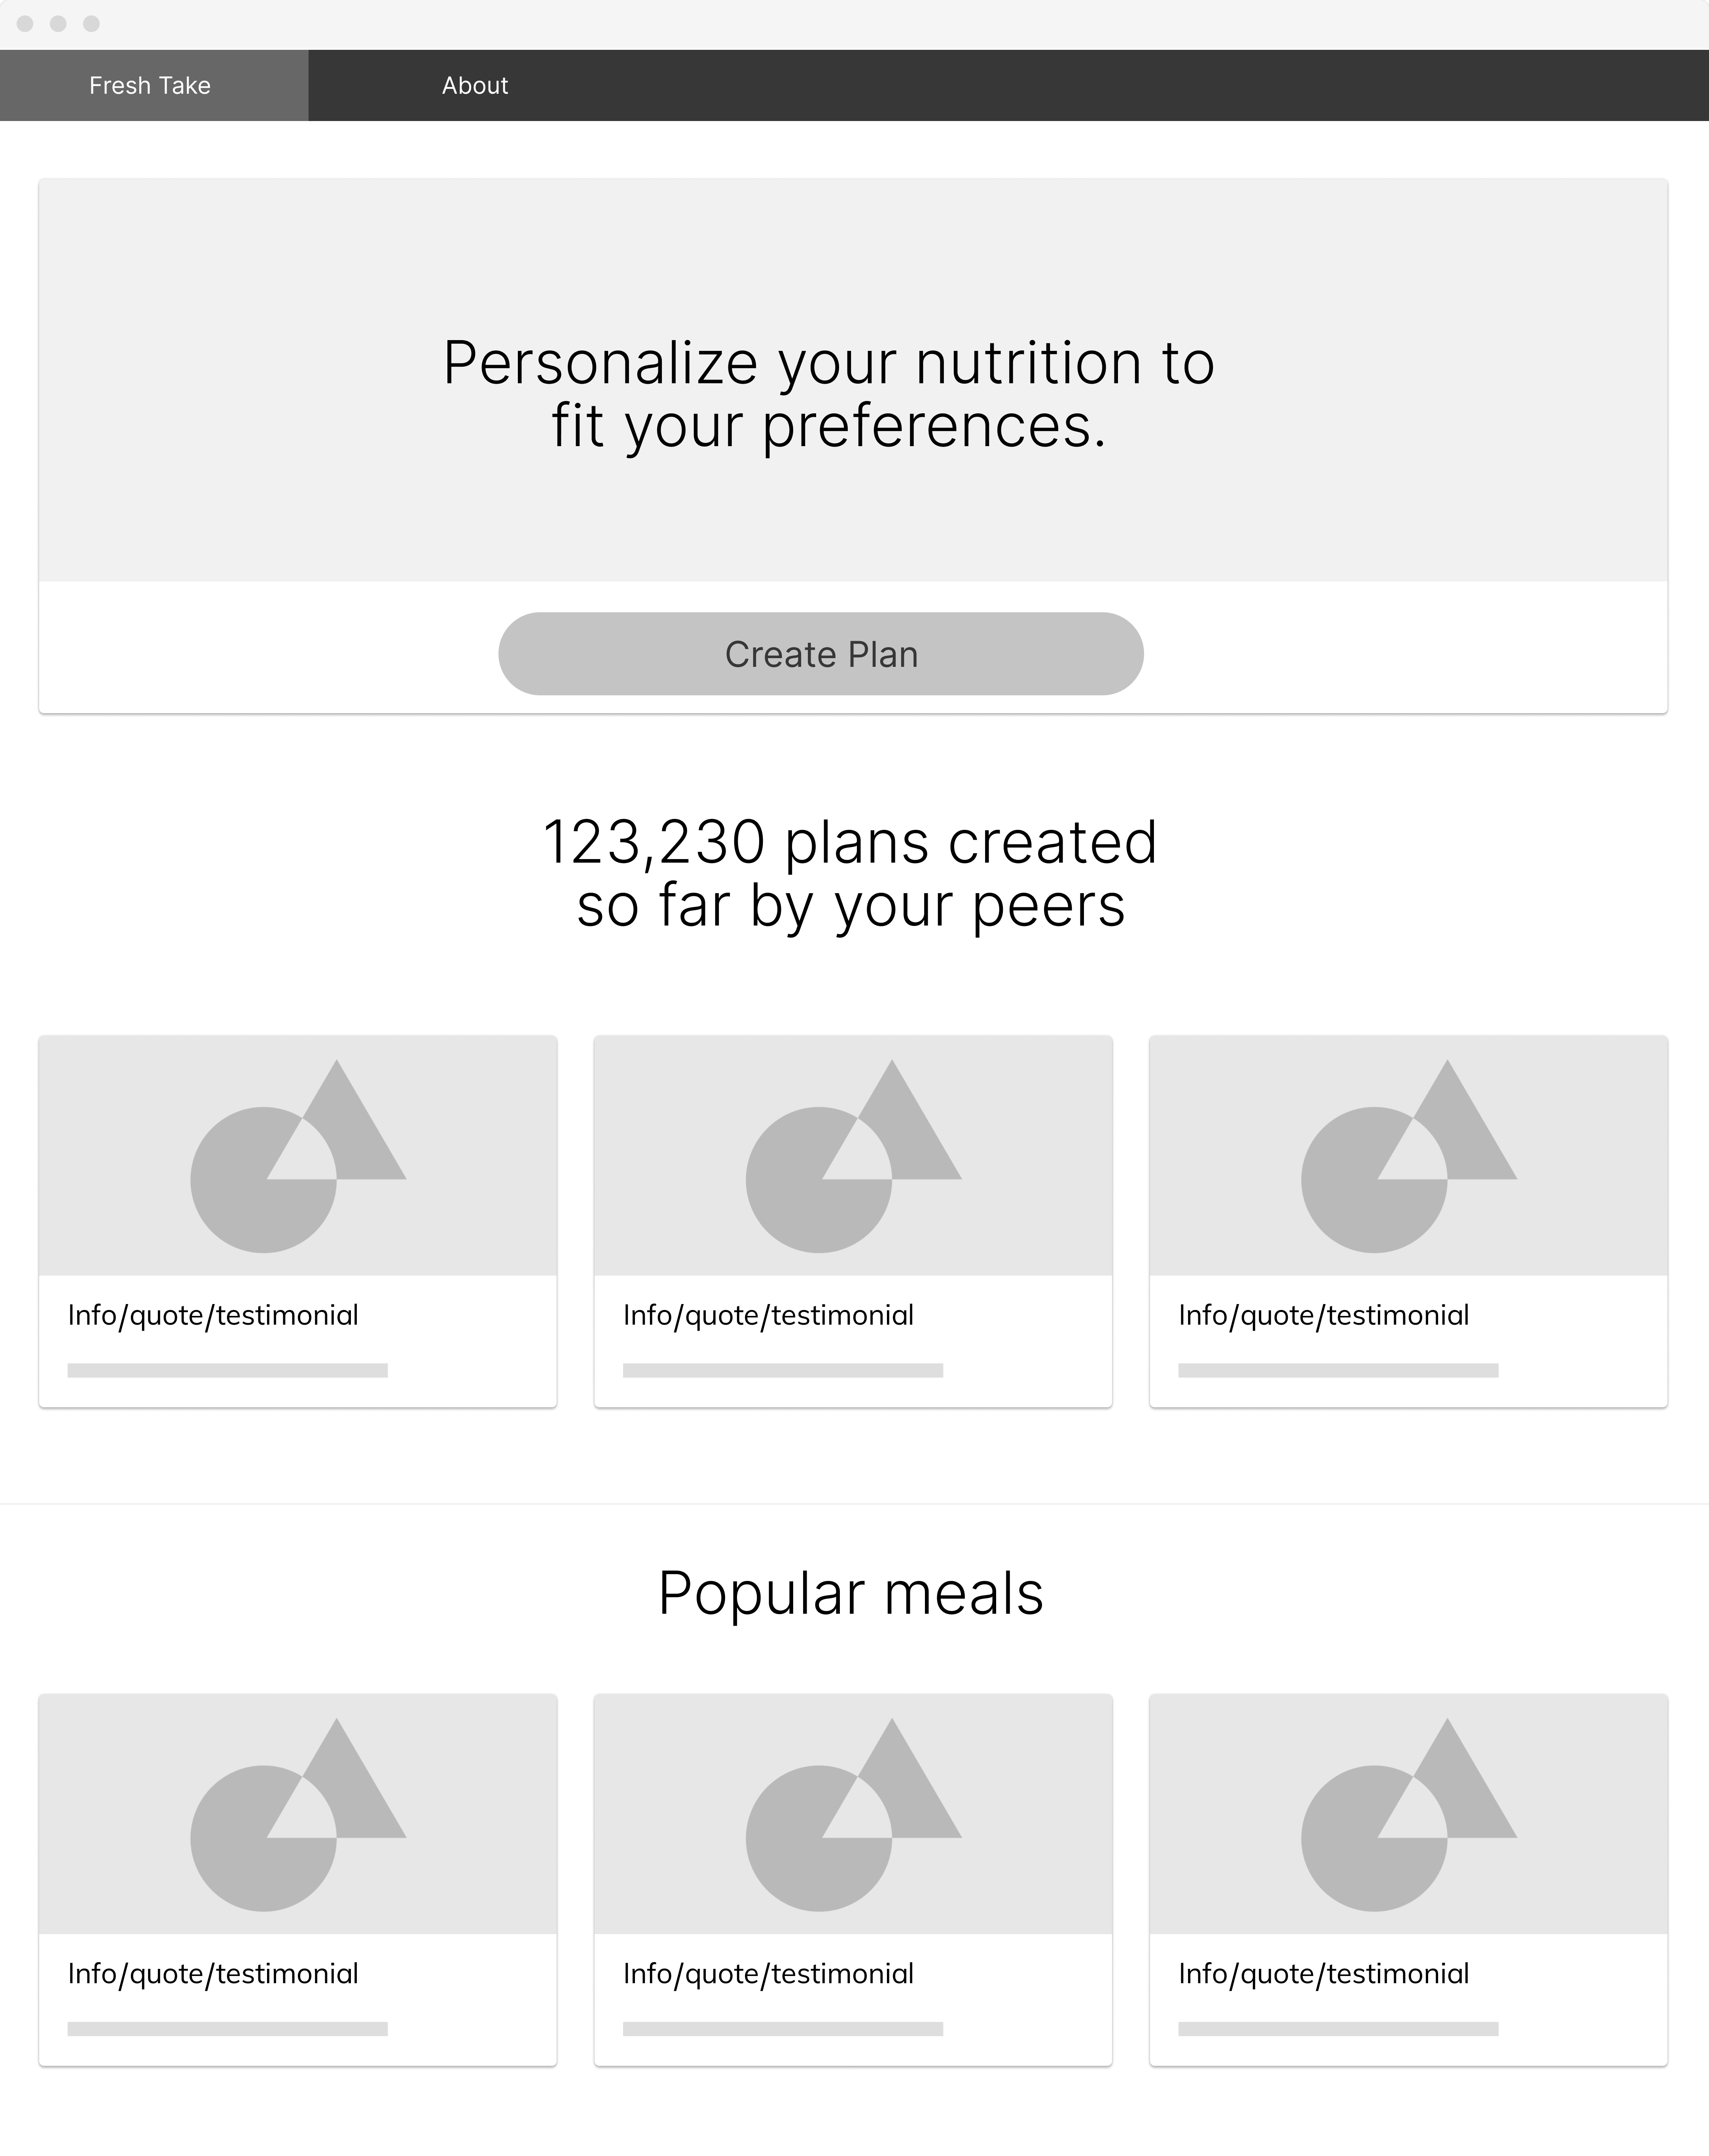 Fresh Take
About
Personalize your nutrition to
fit your preferences.
Create Plan
123,230 plans created
so far by your peers
Info/quote/testimonial
Info/quote/testimonial
Info/quote/testimonial
Popular meals
Info/quote/testimonial
Info/quote/testimonial
Info/quote/testimonial